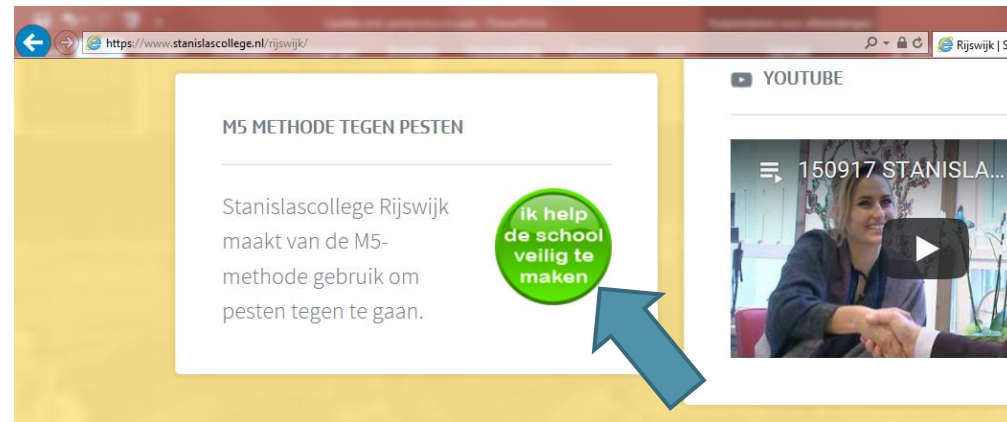 https://www.stanislascollege.nl/rijswijk/
Rijswijk | S
M5 METHODE TEGEN PESTEN
Stanislascollege Rijswijk
maakt van de M5-
methode gebruik om
pesten tegen te gaan.
ik help
de school
veilig te
maken
YOUTUBE
150917 STANISLA...